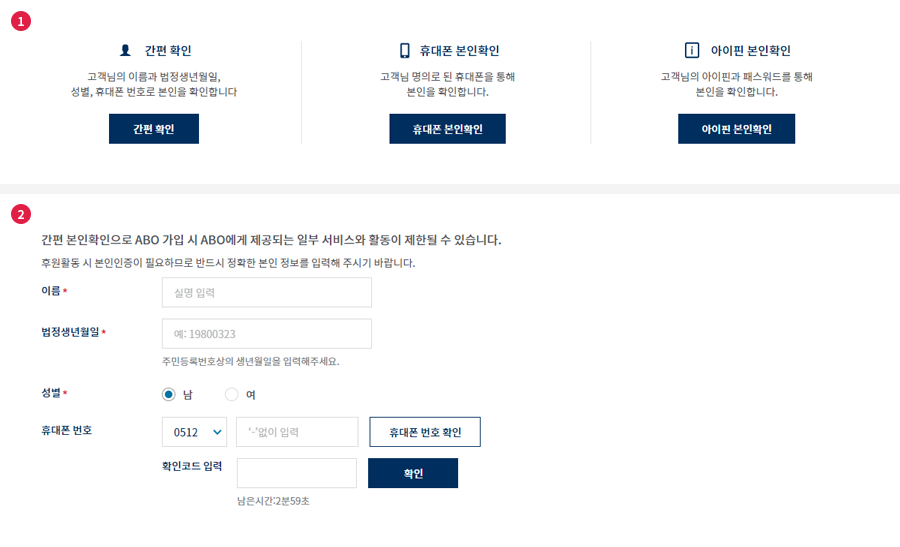 1
간편 확인
고객님의 이름과 법정생년월일,
성별, 휴대폰 번호로 본인을 확인합니다
간편 확인
휴대폰 본인확인
고객님 명의로 된 휴대폰을 통해
본인을 확인합니다.
휴대폰 본인확인
아이핀 본인확인
고객님의 아이핀과 패스워드를 통해
본인을 확인합니다.
아이핀 본인확인
2
간편 본인확인으로 ABO 가입 시 ABO에게 제공되는 일부 서비스와 활동이 제한될 수 있습니다.
후원활동 시 본인인증이 필요하므로 반드시 정확한 본인 정보를 입력해 주시기 바랍니다.
이름 *
실명 입력
법정생년월일 *
예: 19800323
주민등록번호상의 생년월일을 입력해주세요.
성별 * 남 여
휴대폰 번호 0512 '-'없이 입력 휴대폰 번호 확인
확인코드 입력 확인
남은시간:2분59초